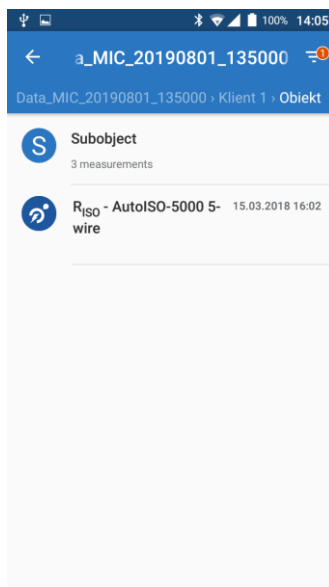 100% 14:05
a_MIC_20190801_135000 1
Data_MIC_20190801_135000 › Klient 1 › Obiekt
S Subobject
3 measurements
RISO - AutoISO-5000 5- 15.03.2018 16:02
wire